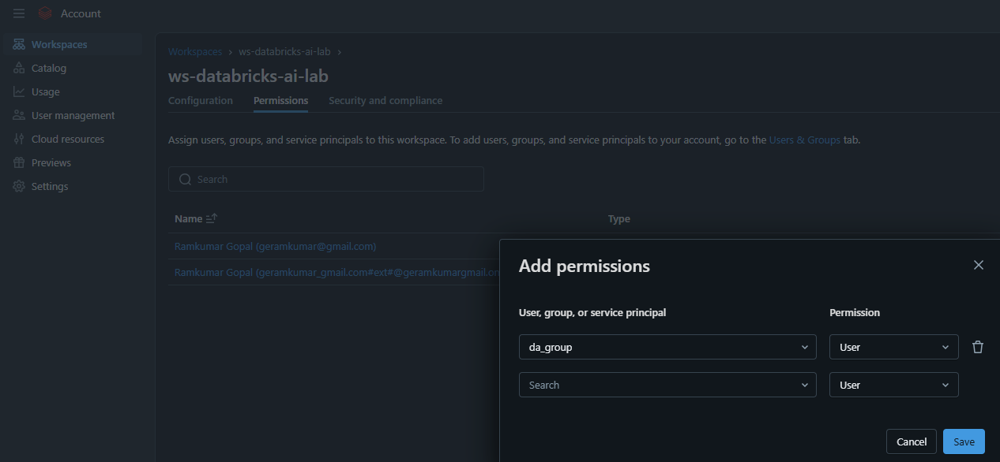 Account
Workspaces
Catalog
Usage
User management
Cloud resources
Previews
Settings
Workspaces › ws-databricks-ai-lab ›
ws-databricks-ai-lab
Configuration Permissions Security and compliance
Assign users, groups, and service principals to this workspace. To add users, groups, and service principals to your account, go to the Users & Groups tab.
Search
Name Type
Ramkumar Gopal (geramkumar@gmail.com)
Ramkumar Gopal (geramkumar_gmail.com#ext#@geramkumargmail.on
Add permissions
User, group, or service principal Permission
da_group User
Search User
Cancel Save